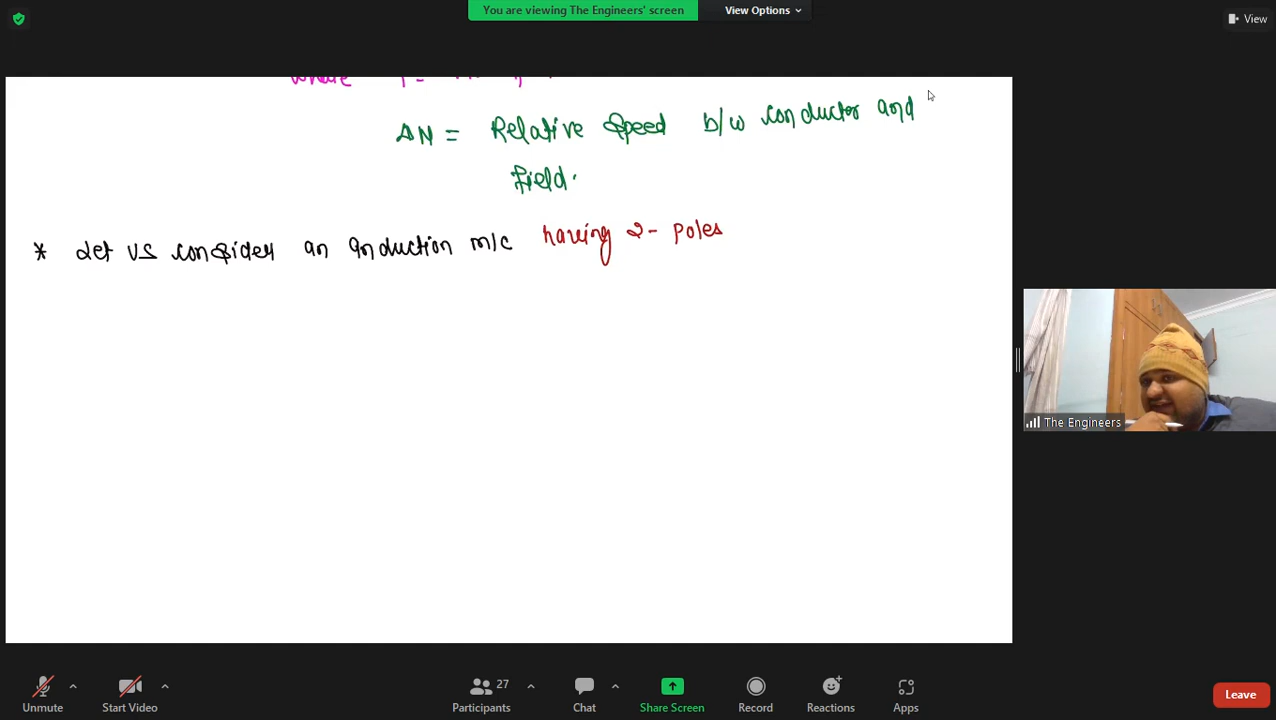 You are viewing The Engineers' screen
View Options
View
where
ΔN = Relative Speed b/w conductor and
field.
* Let us consider an induction m/c having 2- poles
The Engineers
Unmute
Start Video
27
Participants
Chat
Share Screen
Record
Reactions
Apps
Leave